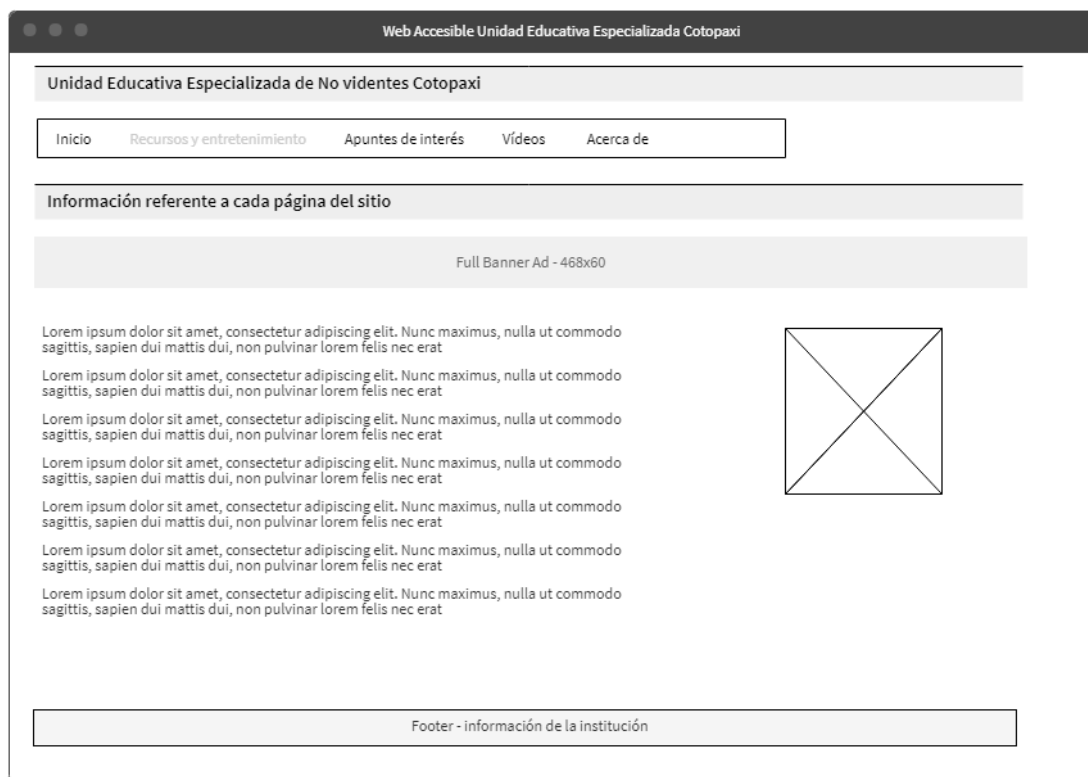 Web Accesible Unidad Educativa Especializada Cotopaxi
Unidad Educativa Especializada de No videntes Cotopaxi
Inicio Recursos y entretenimiento Apuntes de interés Vídeos Acerca de
Información referente a cada página del sitio
Full Banner Ad - 468x60
Lorem ipsum dolor sit amet, consectetur adipiscing elit. Nunc maximus, nulla ut commodo
sagittis, sapien dui mattis dui, non pulvinar lorem felis nec erat
Lorem ipsum dolor sit amet, consectetur adipiscing elit. Nunc maximus, nulla ut commodo
sagittis, sapien dui mattis dui, non pulvinar lorem felis nec erat
Lorem ipsum dolor sit amet, consectetur adipiscing elit. Nunc maximus, nulla ut commodo
sagittis, sapien dui mattis dui, non pulvinar lorem felis nec erat
Lorem ipsum dolor sit amet, consectetur adipiscing elit. Nunc maximus, nulla ut commodo
sagittis, sapien dui mattis dui, non pulvinar lorem felis nec erat
Lorem ipsum dolor sit amet, consectetur adipiscing elit. Nunc maximus, nulla ut commodo
sagittis, sapien dui mattis dui, non pulvinar lorem felis nec erat
Lorem ipsum dolor sit amet, consectetur adipiscing elit. Nunc maximus, nulla ut commodo
sagittis, sapien dui mattis dui, non pulvinar lorem felis nec erat
Lorem ipsum dolor sit amet, consectetur adipiscing elit. Nunc maximus, nulla ut commodo
sagittis, sapien dui mattis dui, non pulvinar lorem felis nec erat
Footer - información de la institución